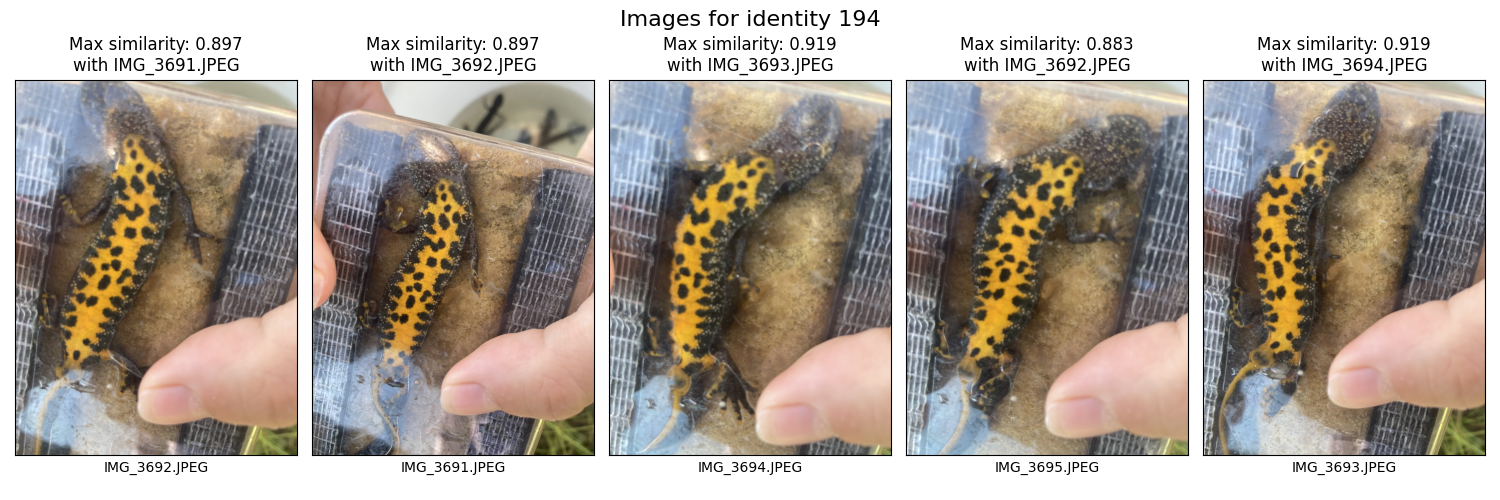 Images for identity 194
Max similarity: 0.897
with IMG_3691.JPEG
Max similarity: 0.897
with IMG_3692.JPEG
Max similarity: 0.919
with IMG_3693.JPEG
Max similarity: 0.883
with IMG_3692.JPEG
Max similarity: 0.919
with IMG_3694.JPEG
IMG_3692.JPEG
IMG_3691.JPEG
IMG_3694.JPEG
IMG_3695.JPEG
IMG_3693.JPEG